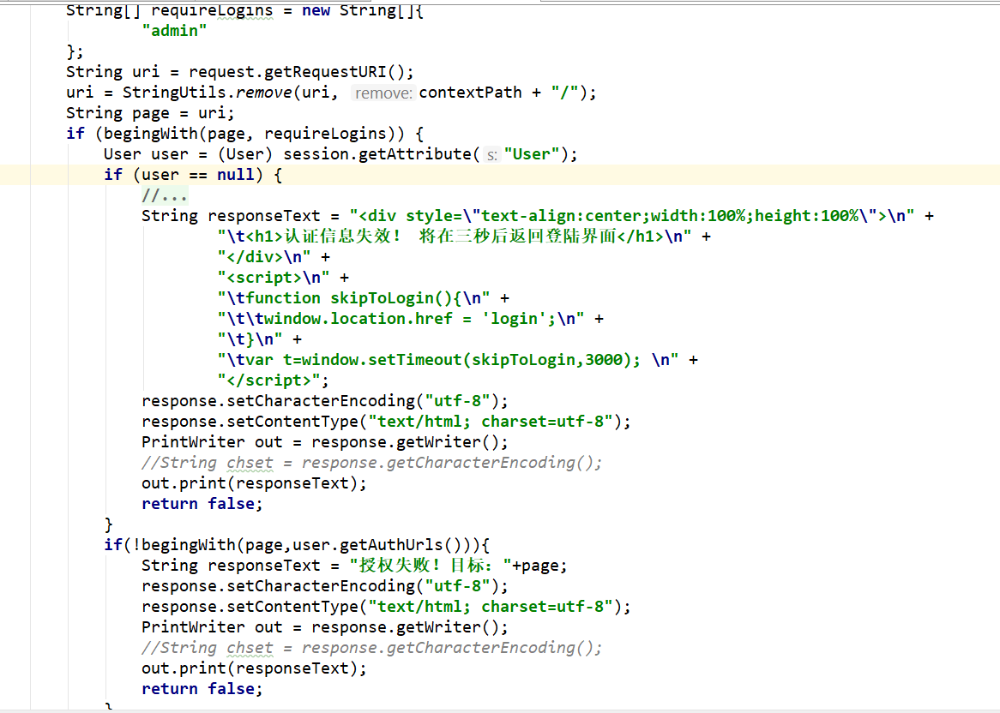 String[] requireLogins = new String[]{
"admin"
};
String uri = request.getRequestURI();
uri = StringUtils.remove(uri, remove: contextPath + "/");
String page = uri;
if (begingWith(page, requireLogins)) {
User user = (User) session.getAttribute( s: "User");
if (user == null) {
//...
String responseText = "<div style=\"text-align:center;width:100%;height:100%\">\n" +
"\t<h1>认证信息失效! 将在三秒后返回登陆界面</h1>\n" +
"</div>\n" +
"<script>\n" +
"\tfunction skipToLogin(){\n" +
"\t\twindow.location.href = 'login';\n" +
"\t}\n" +
"\tvar t=window.setTimeout(skipToLogin,3000); \n" +
"</script>";
response.setCharacterEncoding("utf-8");
response.setContentType("text/html; charset=utf-8");
PrintWriter out = response.getWriter();
//String chset = response.getCharacterEncoding();
out.print(responseText);
return false;
}
if(!begingWith(page,user.getAuthUrls())){
String responseText = "授权失败!目标:"+page;
response.setCharacterEncoding("utf-8");
response.setContentType("text/html; charset=utf-8");
PrintWriter out = response.getWriter();
//String chset = response.getCharacterEncoding();
out.print(responseText);
return false;
}